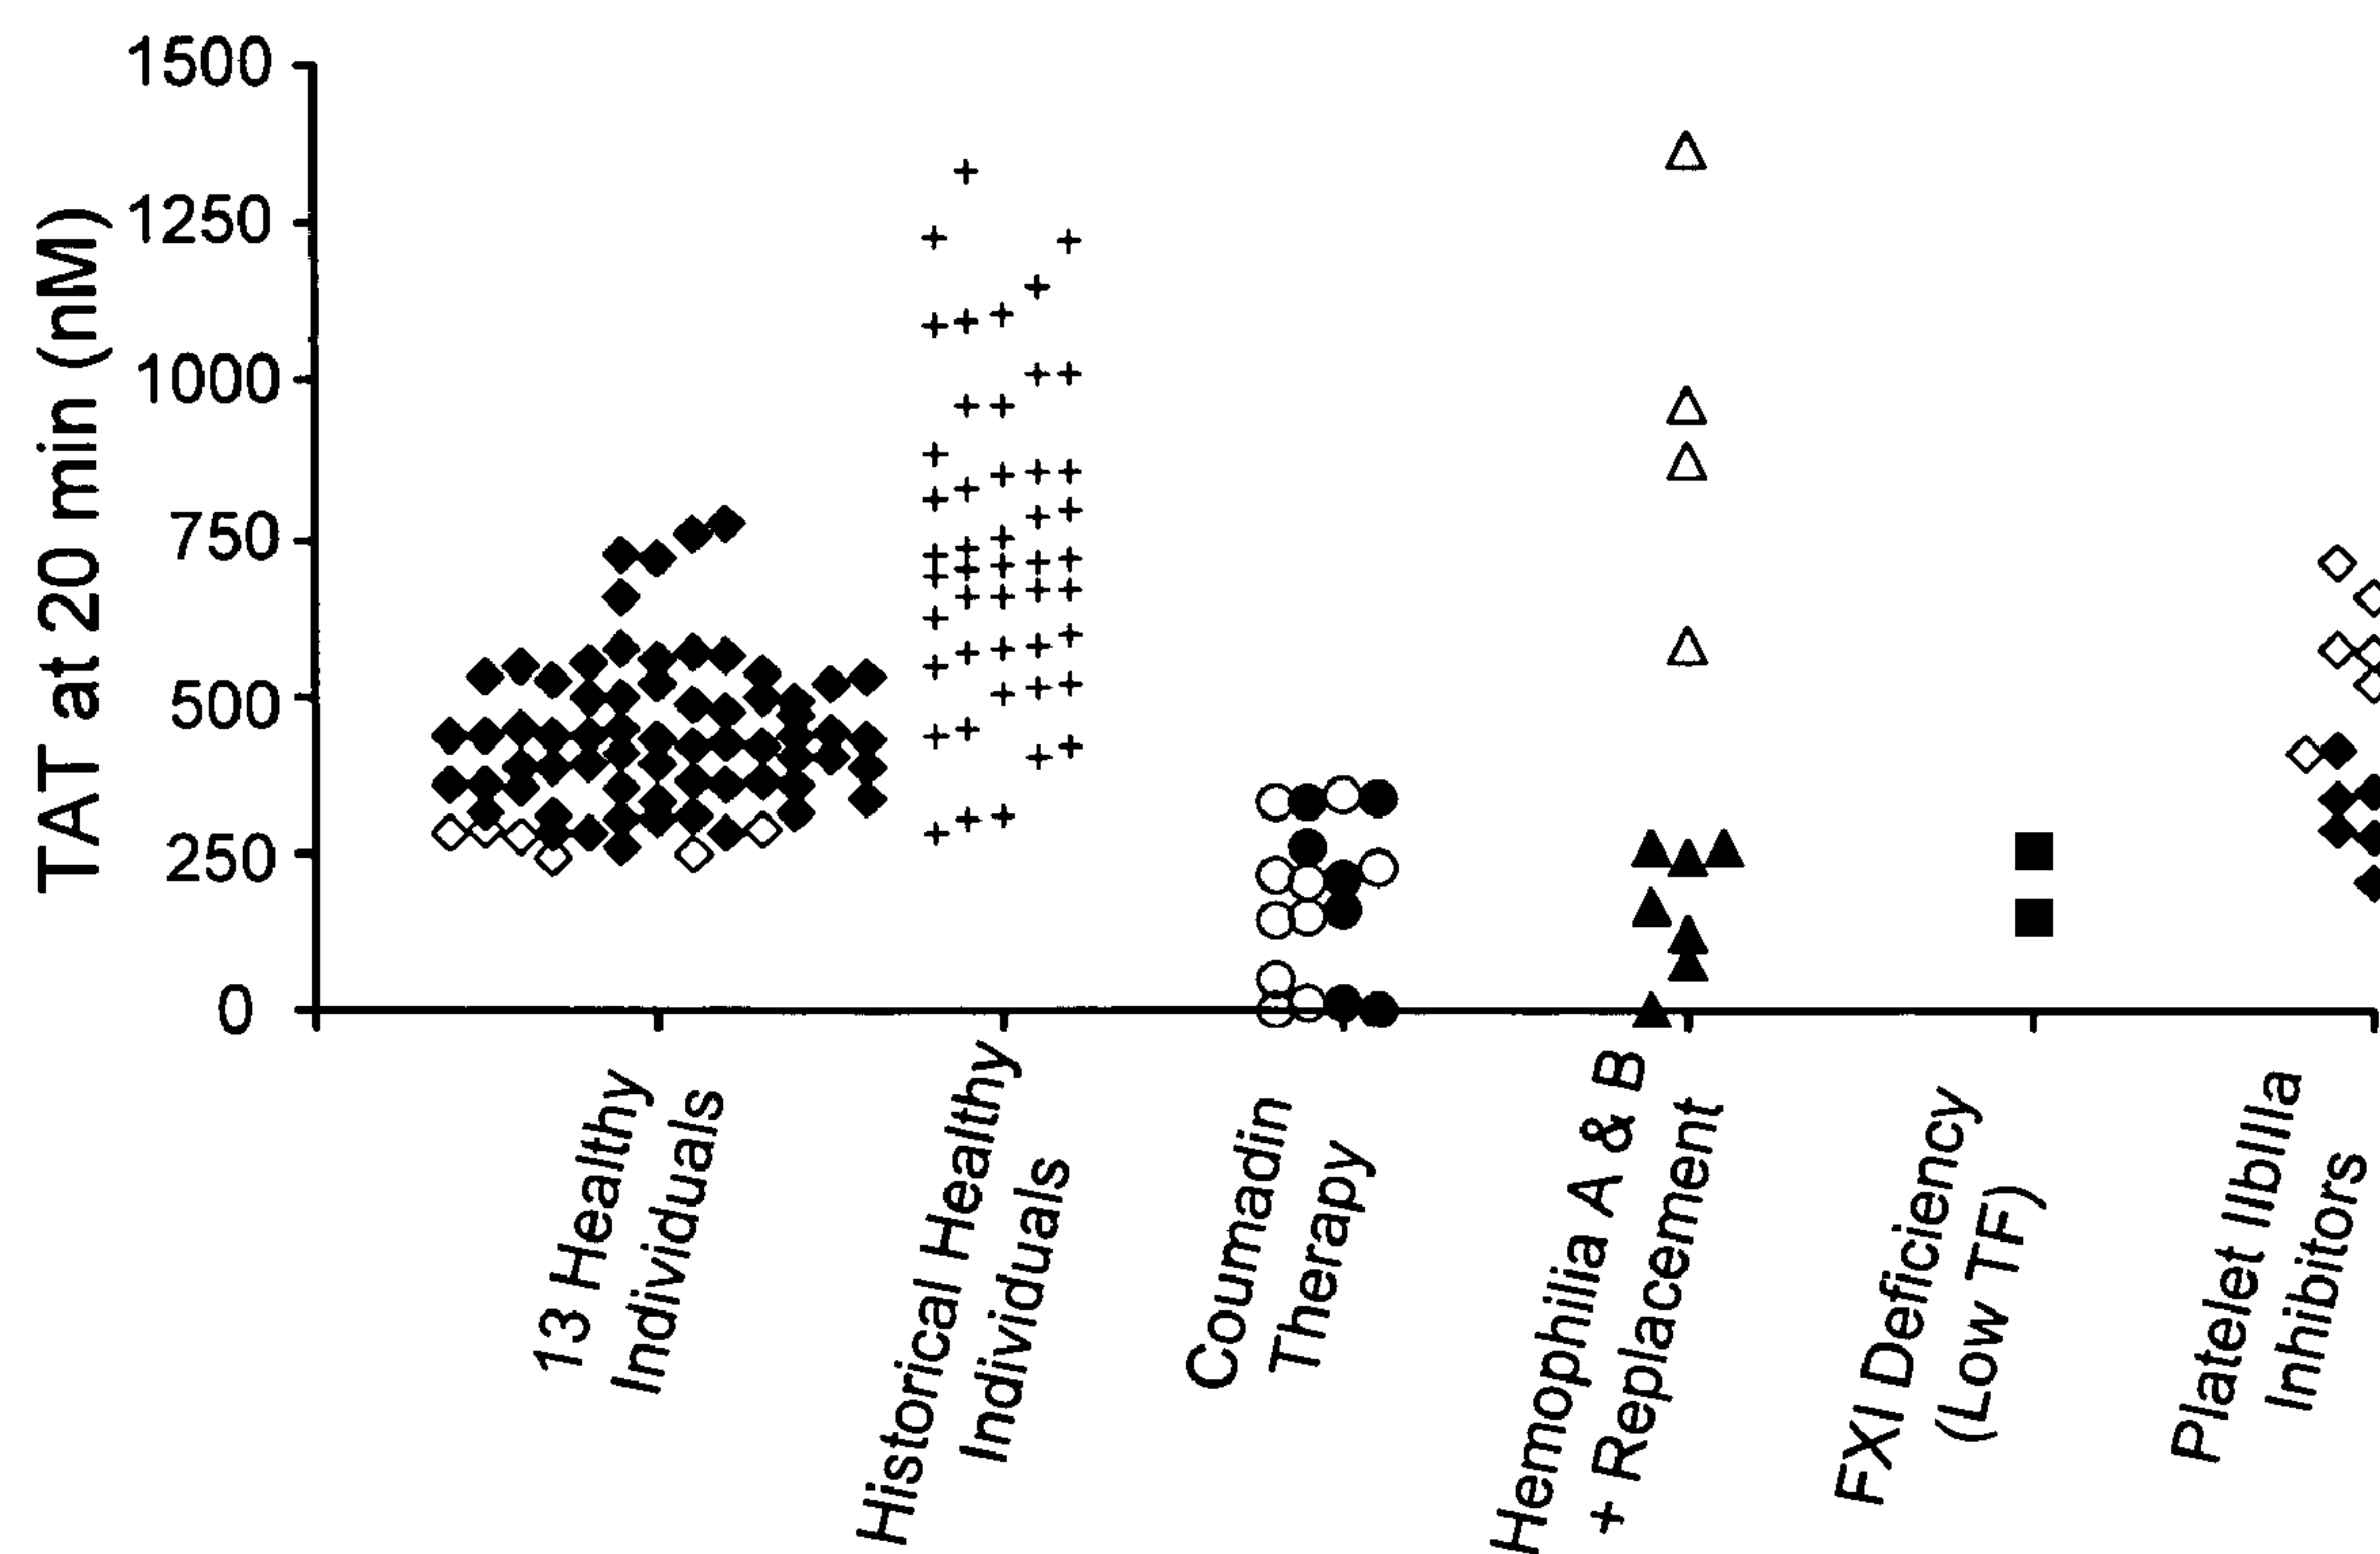 TAT at 20 min (nM)
1500
1250
1000
750
500
250
0
13 Healthy
Individuals
Historical Healthy
Individuals
Coumadin
Therapy
Hemophilia A & B
+ Replacement
FXI Deficiency
(Low TF)
Platelet IIbIIIa
Inhibitors